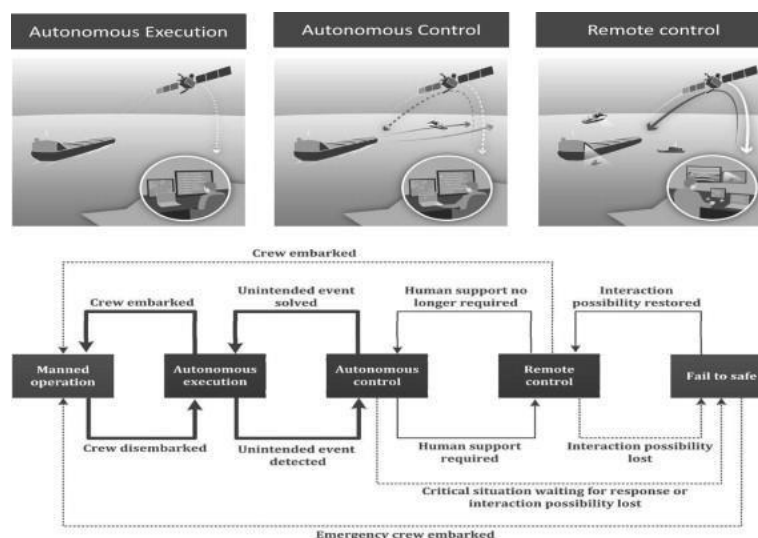 Autonomous Execution
Autonomous Control
Remote control
Crew embarked
Crew embarked
Unintended event
solved
Human support no
longer required
Interaction
possibility restored
Manned
operation
Autonomous
execution
Autonomous
control
Remote
control
Fail to safe
Crew disembarked
Unintended event
detected
Human support
required
Interaction possibility
lost
Critical situation waiting for response or
interaction possibility lost
Emergency crew embarked